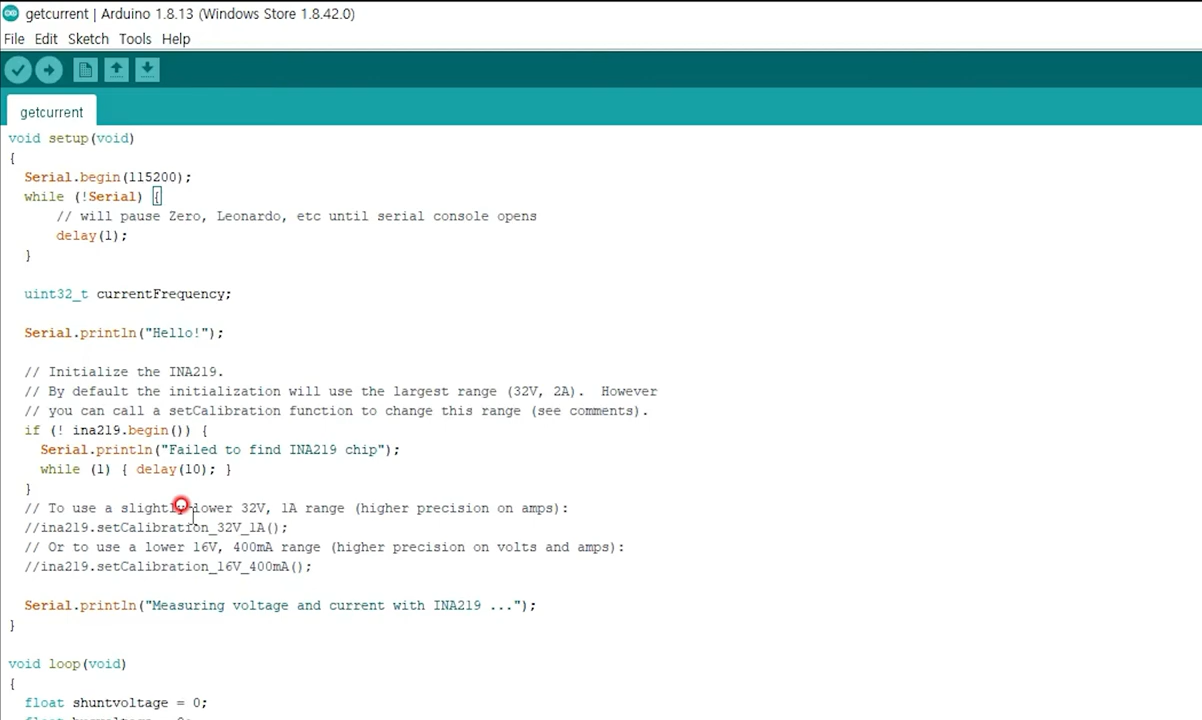 getcurrent | Arduino 1.8.13 (Windows Store 1.8.42.0)
File Edit Sketch Tools Help
getcurrent
void setup(void)
{
  Serial.begin(115200);
  while (!Serial) {
      // will pause Zero, Leonardo, etc until serial console opens
      delay(1);
  }
  uint32_t currentFrequency;
  Serial.println("Hello!");
  // Initialize the INA219.
  // By default the initialization will use the largest range (32V, 2A).  However
  // you can call a setCalibration function to change this range (see comments).
  if (! ina219.begin()) {
    Serial.println("Failed to find INA219 chip");
    while (1) { delay(10); }
  }
  // To use a slightly lower 32V, 1A range (higher precision on amps):
  //ina219.setCalibration_32V_1A();
  // Or to use a lower 16V, 400mA range (higher precision on volts and amps):
  //ina219.setCalibration_16V_400mA();
  Serial.println("Measuring voltage and current with INA219 ...");
}
void loop(void)
{
  float shuntvoltage = 0;